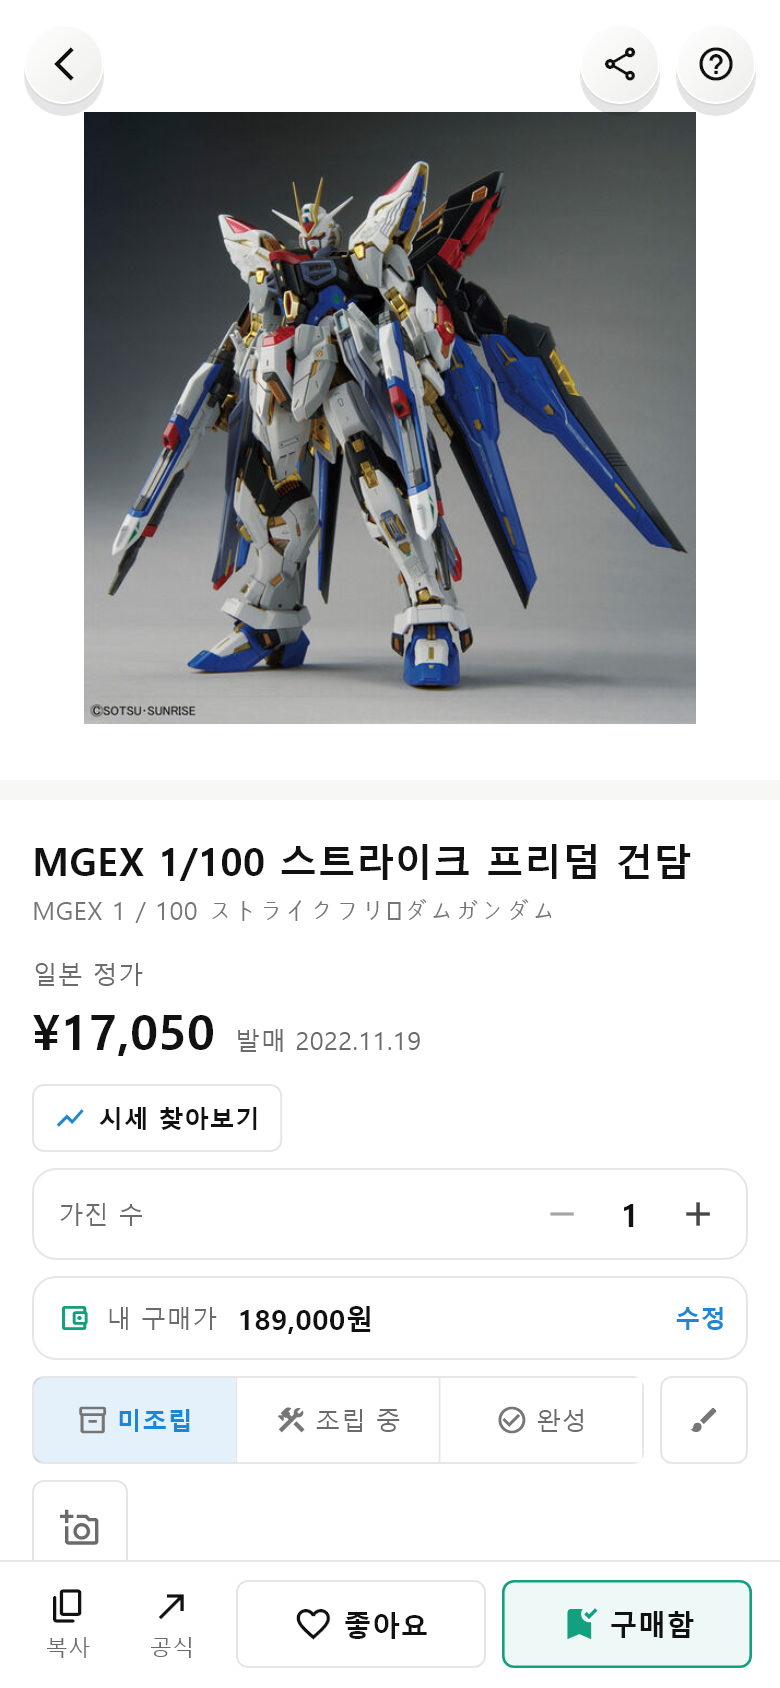 ©SOTSU·SUNRISE
MGEX 1/100 스트라이크 프리덤 건담
MGEX 1 / 100 ストライクフリ▯ダムガンダム
일본 정가
¥17,050 발매 2022.11.19
시세 찾아보기
가진 수 1
내 구매가 189,000원 수정
미조립 조립 중 완성
복사 공식 좋아요 구매함